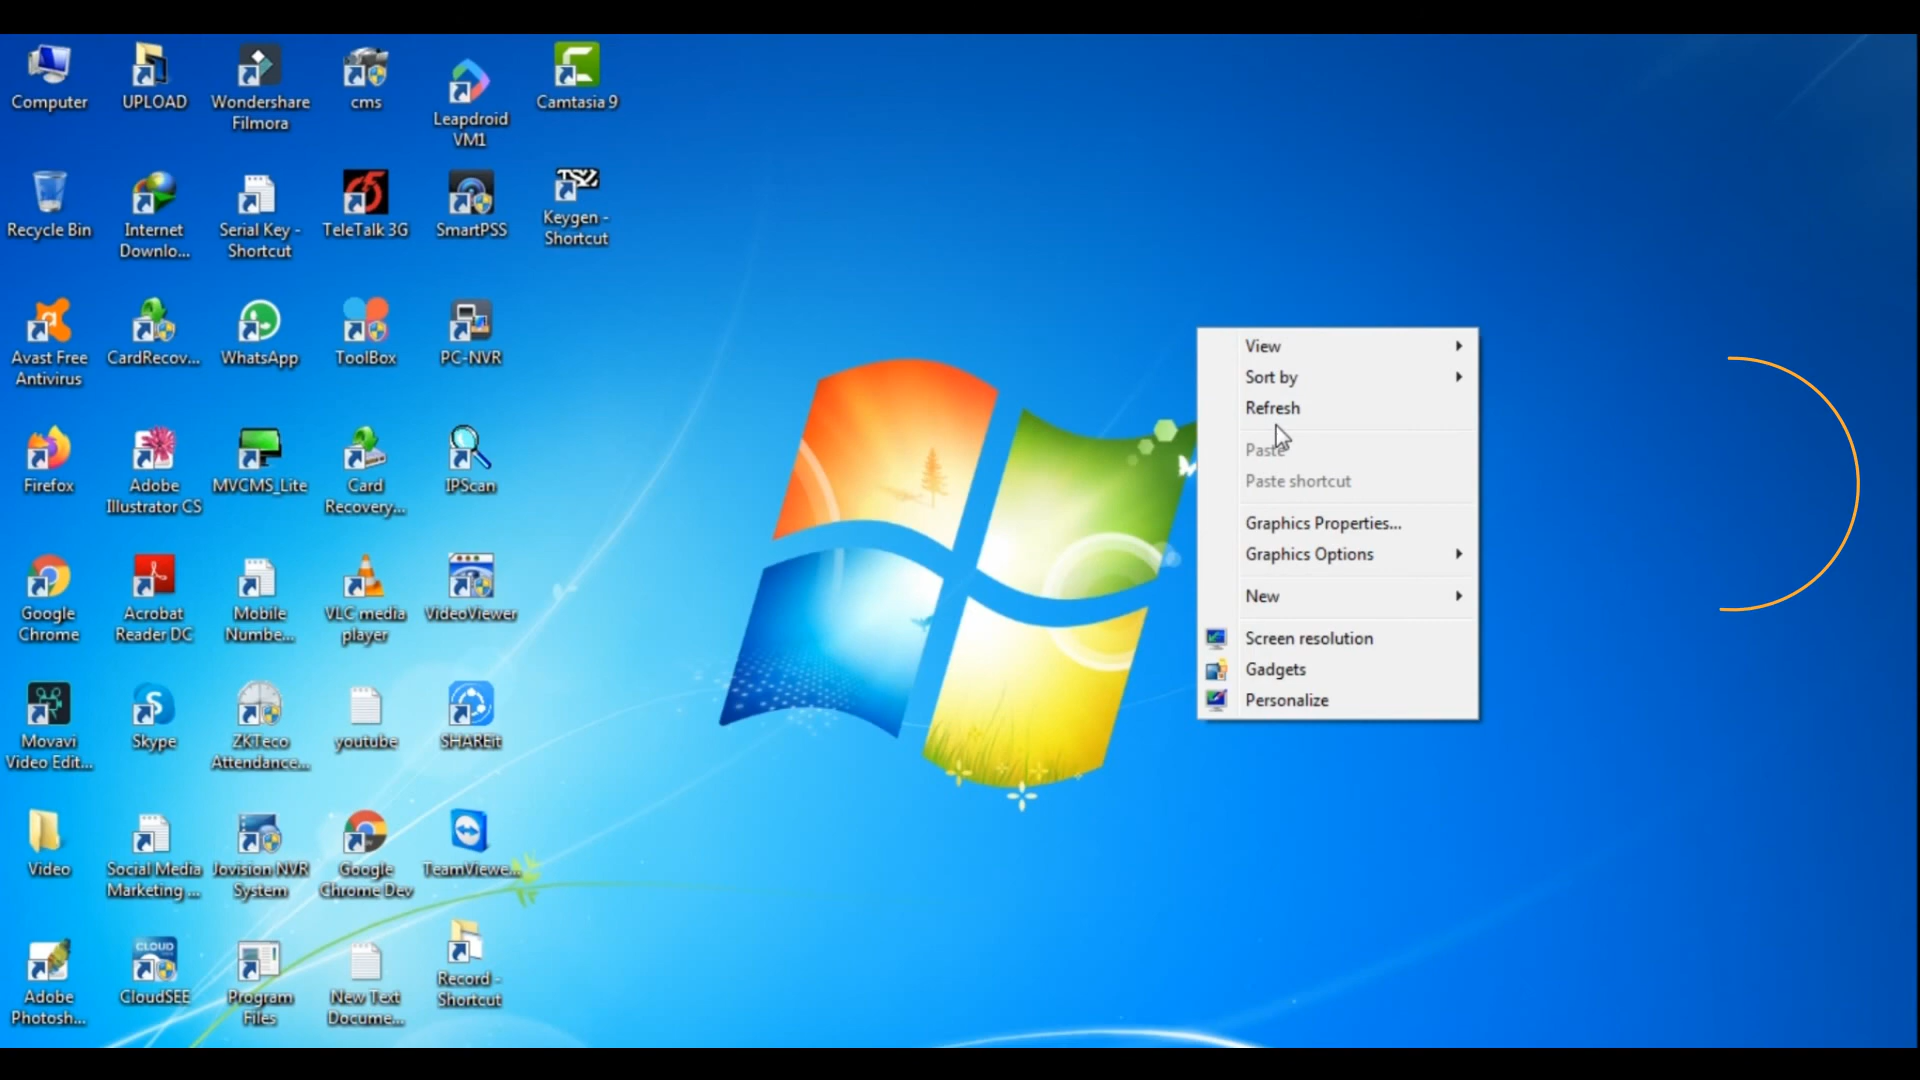 Computer
UPLOAD
Wondershare
Filmora
cms
Leapdroid
VM1
Camtasia 9
Recycle Bin
Internet
Downlo...
Serial Key -
Shortcut
TeleTalk 3G
SmartPSS
Keygen -
Shortcut
Avast Free
Antivirus
CardRecov...
WhatsApp
ToolBox
PC-NVR
Firefox
Adobe
Illustrator CS
MVCMS_Lite
Card
Recovery...
IPScan
Google
Chrome
Acrobat
Reader DC
Mobile
Numbe...
VLC media
player
VideoViewer
Movavi
Video Edit...
Skype
ZKTeco
Attendance...
youtube
SHAREit
Video
Social Media
Marketing ...
Jovision NVR
System
Google
Chrome Dev
TeamViewe...
Adobe
Photosh...
CLOUD
CloudSEE
Program
Files
New Text
Docume...
Record -
Shortcut
View
Sort by
Refresh
Paste
Paste shortcut
Graphics Properties...
Graphics Options
New
Screen resolution
Gadgets
Personalize